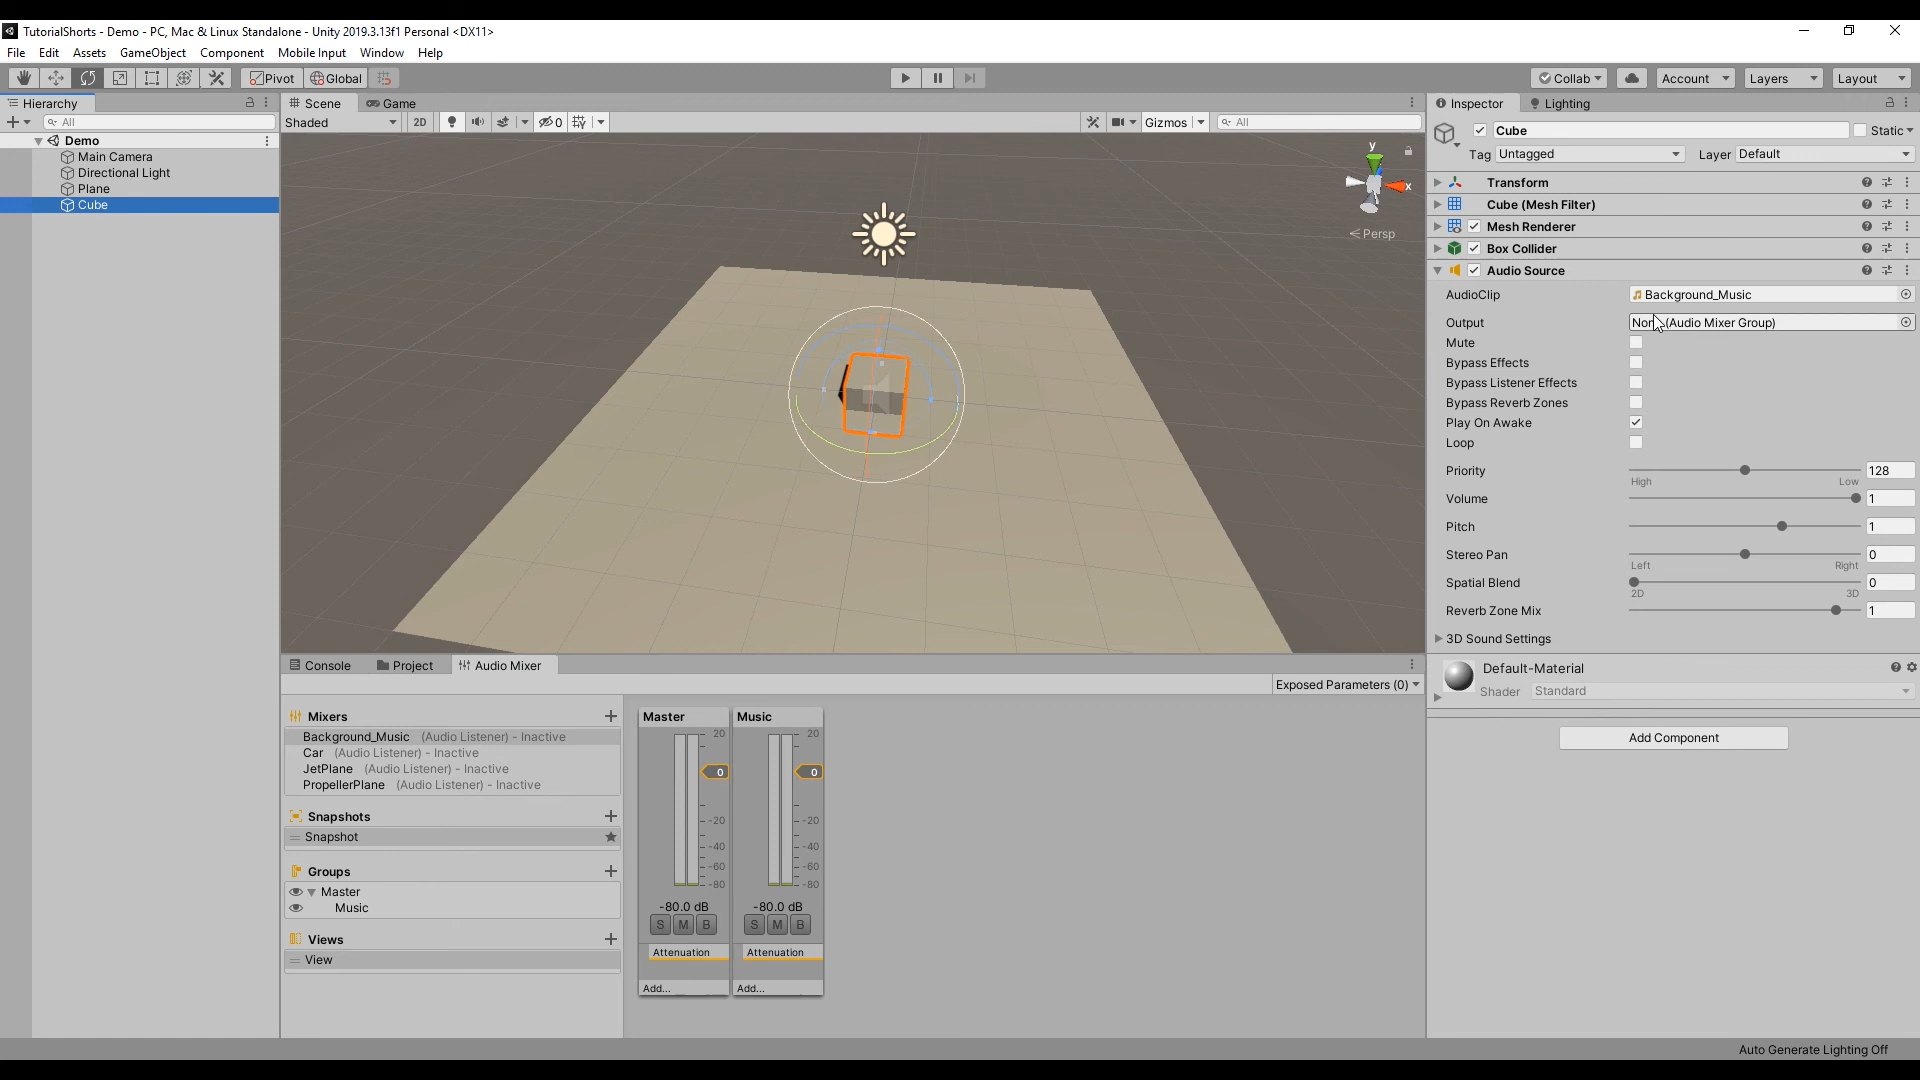 TutorialShorts - Demo - PC, Mac & Linux Standalone - Unity 2019.3.13f1 Personal <DX11>
File Edit Assets GameObject Component Mobile Input Window Help
Pivot Global Collab Account Layers Layout
Hierarchy
All
Demo
Main Camera
Directional Light
Plane
Cube
Scene Game
Shaded 2D 0 Gizmos All
y
x
Persp
Inspector Lighting
Cube Static
Tag Untagged Layer Default
Transform
Cube (Mesh Filter)
Mesh Renderer
Box Collider
Audio Source
AudioClip Background_Music
Output (Audio Mixer Group)
Mute
Bypass Effects
Bypass Listener Effects
Bypass Reverb Zones
Play On Awake
Loop
Priority 128
High Low
Volume 1
Pitch 1
Stereo Pan 0
Left Right
Spatial Blend 0
2D 3D
Reverb Zone Mix 1
3D Sound Settings
Default-Material
Shader Standard
Add Component
Console Project Audio Mixer
Exposed Parameters (0)
Mixers
Background_Music (Audio Listener) - Inactive
Car (Audio Listener) - Inactive
JetPlane (Audio Listener) - Inactive
PropellerPlane (Audio Listener) - Inactive
Snapshots
Snapshot
Groups
Master
Music
Views
View
Master
20
0
-20
-40
-60
-80
-80.0 dB
S M B
Attenuation
Add...
Music
20
0
-20
-40
-60
-80
-80.0 dB
S M B
Attenuation
Add...
Auto Generate Lighting Off